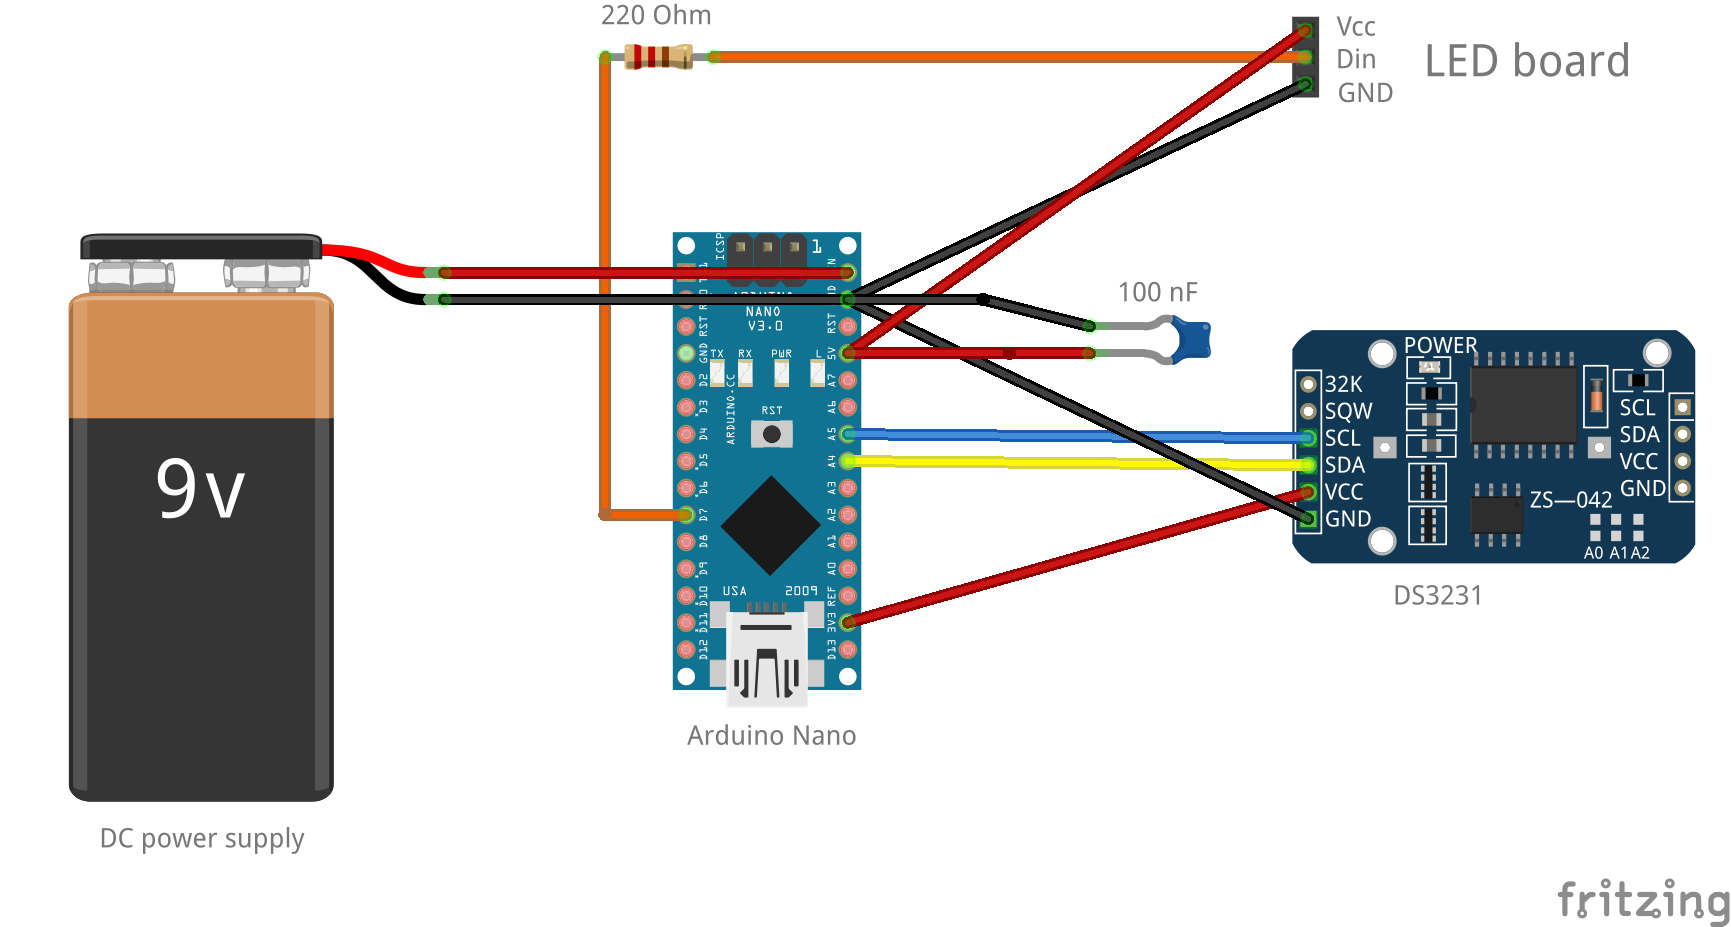 220 Ohm
Vcc
Din
GND
LED board
9v
DC power supply
ICSP
1
ARDUINO
NANO
V3.0
TX RX PWR L
ARDUINO.CC
RST
USA 2009
RST
GND
D2
D3
D4
D5
D6
D7
D8
D9
D10
D11
D12
RST
5V
A7
A6
A5
A4
A3
A2
A1
A0
REF
3V3
D13
Arduino Nano
100 nF
POWER
32K
SQW
SCL
SDA
VCC
GND
SCL
SDA
VCC
GND
ZS—042
A0 A1 A2
DS3231
fritzing